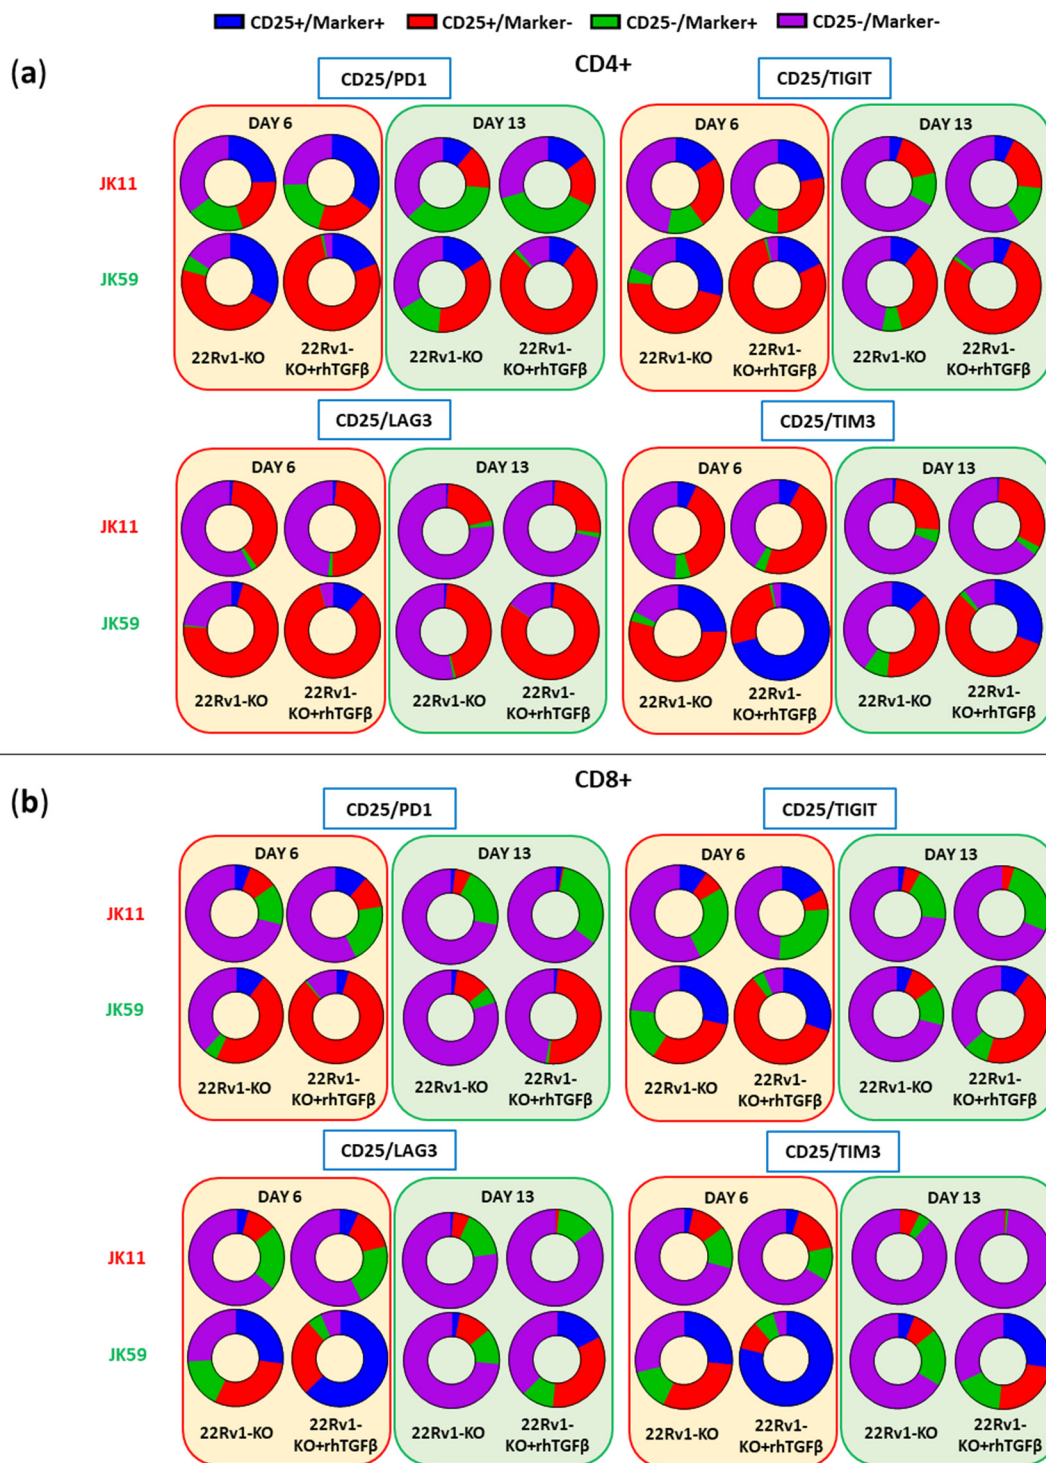 CD25+/Marker+ CD25+/Marker- CD25-/Marker+ CD25-/Marker-
(a) CD4+
CD25/PD1 CD25/TIGIT
DAY 6 DAY 13 DAY 6 DAY 13
JK11
JK59
22Rv1-KO 22Rv1- 22Rv1-KO 22Rv1- 22Rv1-KO 22Rv1- 22Rv1-KO 22Rv1-
KO+rhTGFβ KO+rhTGFβ KO+rhTGFβ KO+rhTGFβ
CD25/LAG3 CD25/TIM3
DAY 6 DAY 13 DAY 6 DAY 13
JK11
JK59
22Rv1-KO 22Rv1- 22Rv1-KO 22Rv1- 22Rv1-KO 22Rv1- 22Rv1-KO 22Rv1-
KO+rhTGFβ KO+rhTGFβ KO+rhTGFβ KO+rhTGFβ
(b) CD8+
CD25/PD1 CD25/TIGIT
DAY 6 DAY 13 DAY 6 DAY 13
JK11
JK59
22Rv1-KO 22Rv1- 22Rv1-KO 22Rv1- 22Rv1-KO 22Rv1- 22Rv1-KO 22Rv1-
KO+rhTGFβ KO+rhTGFβ KO+rhTGFβ KO+rhTGFβ
CD25/LAG3 CD25/TIM3
DAY 6 DAY 13 DAY 6 DAY 13
JK11
JK59
22Rv1-KO 22Rv1- 22Rv1-KO 22Rv1- 22Rv1-KO 22Rv1- 22Rv1-KO 22Rv1-
KO+rhTGFβ KO+rhTGFβ KO+rhTGFβ KO+rhTGFβ